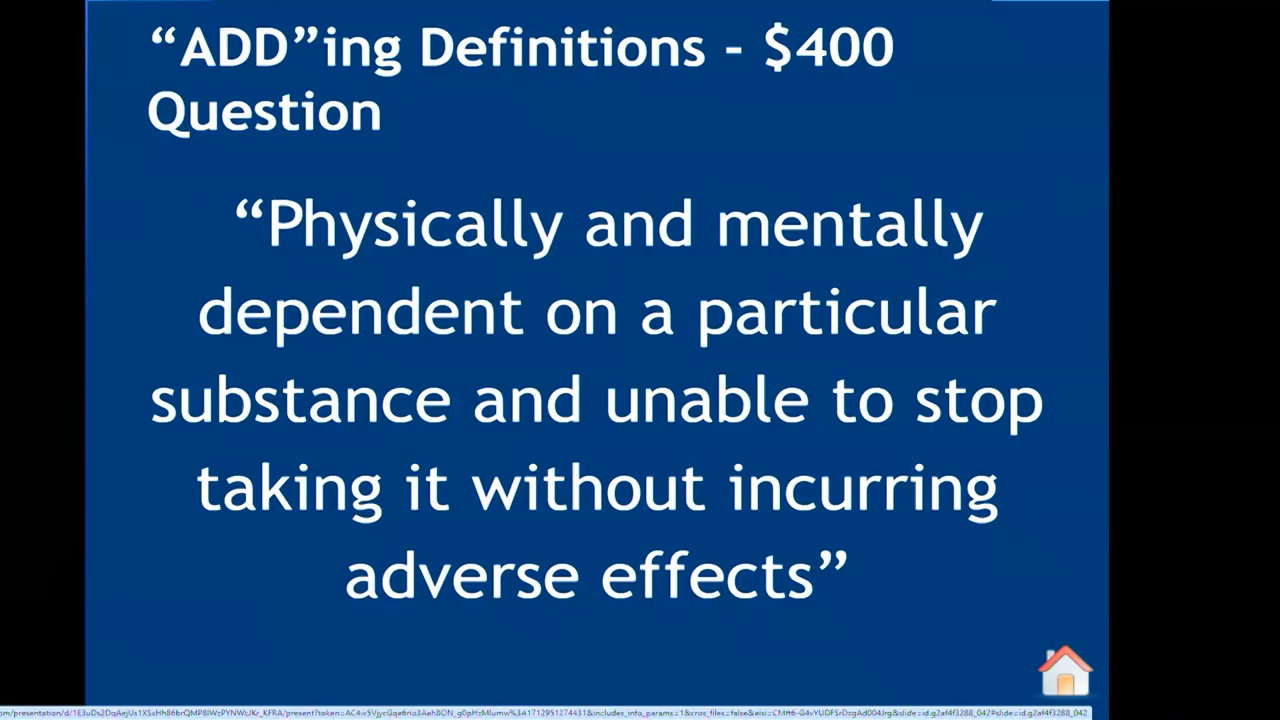 “ADD”ing Definitions - $400
Question
“Physically and mentally
dependent on a particular
substance and unable to stop
taking it without incurring
adverse effects”